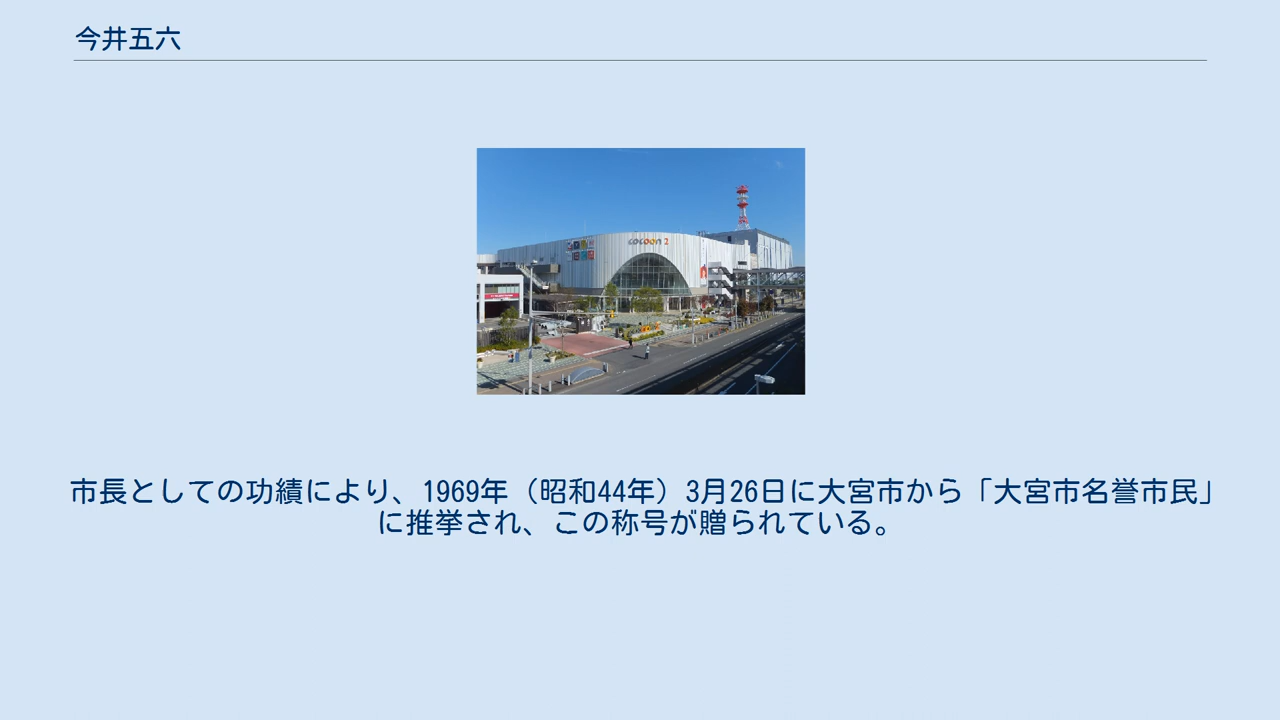 今井五六
cocoon 2
市長としての功績により、1969年（昭和44年）3月26日に大宮市から「大宮市名誉市民」
に推挙され、この称号が贈られている。